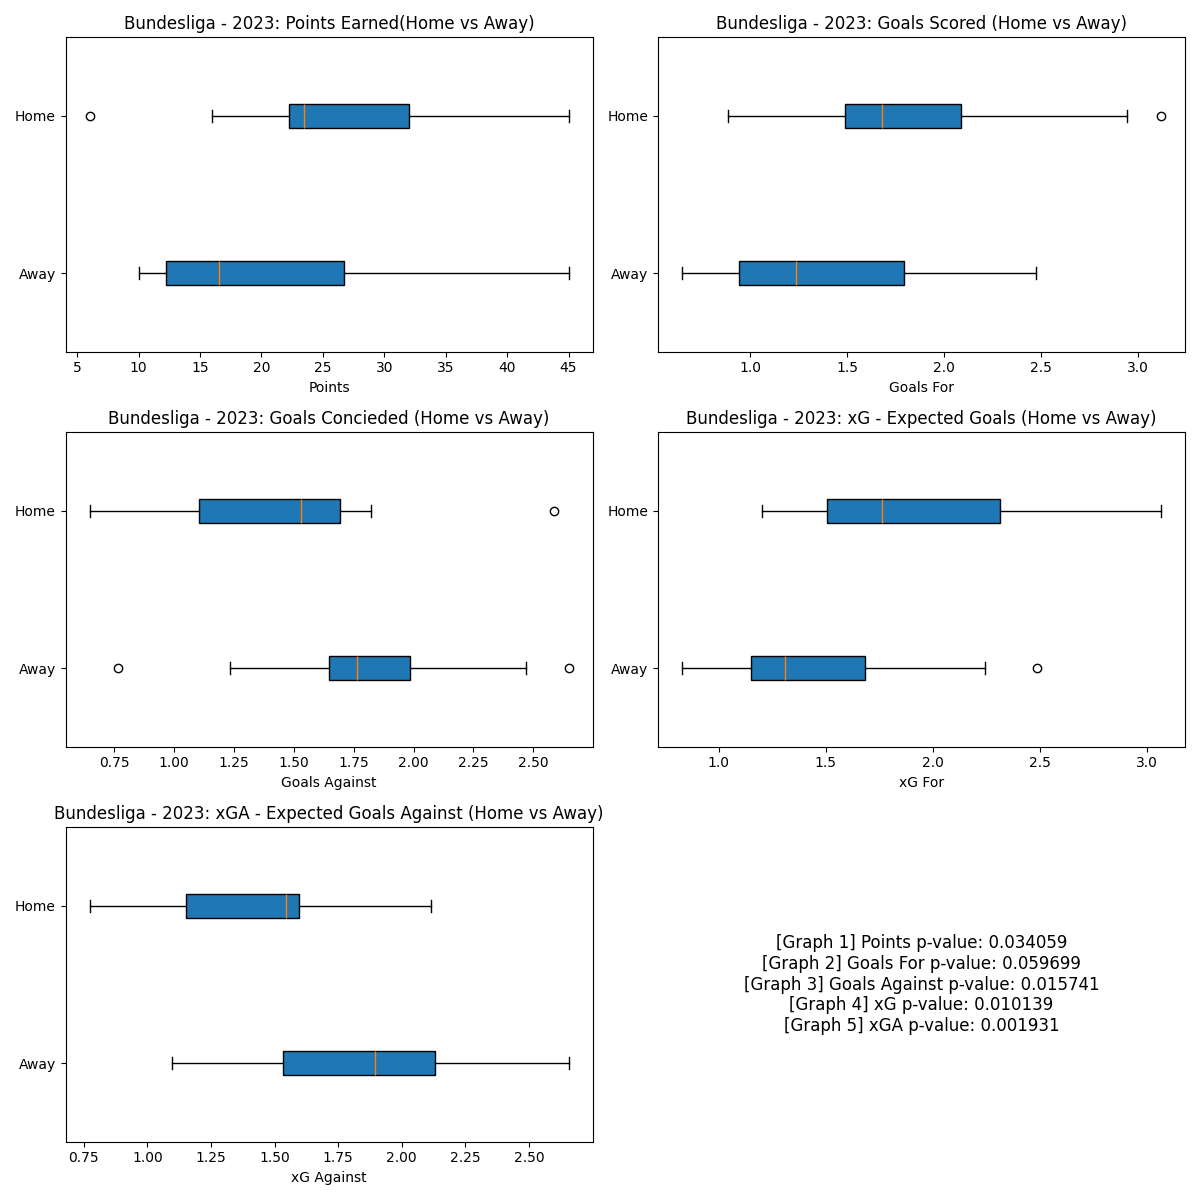 Bundesliga - 2023: Points Earned(Home vs Away)
Home
Away
5 10 15 20 25 30 35 40 45
Points
Bundesliga - 2023: Goals Scored (Home vs Away)
Home
Away
1.0 1.5 2.0 2.5 3.0
Goals For
Bundesliga - 2023: Goals Concieded (Home vs Away)
Home
Away
0.75 1.00 1.25 1.50 1.75 2.00 2.25 2.50
Goals Against
Bundesliga - 2023: xG - Expected Goals (Home vs Away)
Home
Away
1.0 1.5 2.0 2.5 3.0
xG For
Bundesliga - 2023: xGA - Expected Goals Against (Home vs Away)
Home
Away
0.75 1.00 1.25 1.50 1.75 2.00 2.25 2.50
xG Against
[Graph 1] Points p-value: 0.034059
[Graph 2] Goals For p-value: 0.059699
[Graph 3] Goals Against p-value: 0.015741
[Graph 4] xG p-value: 0.010139
[Graph 5] xGA p-value: 0.001931